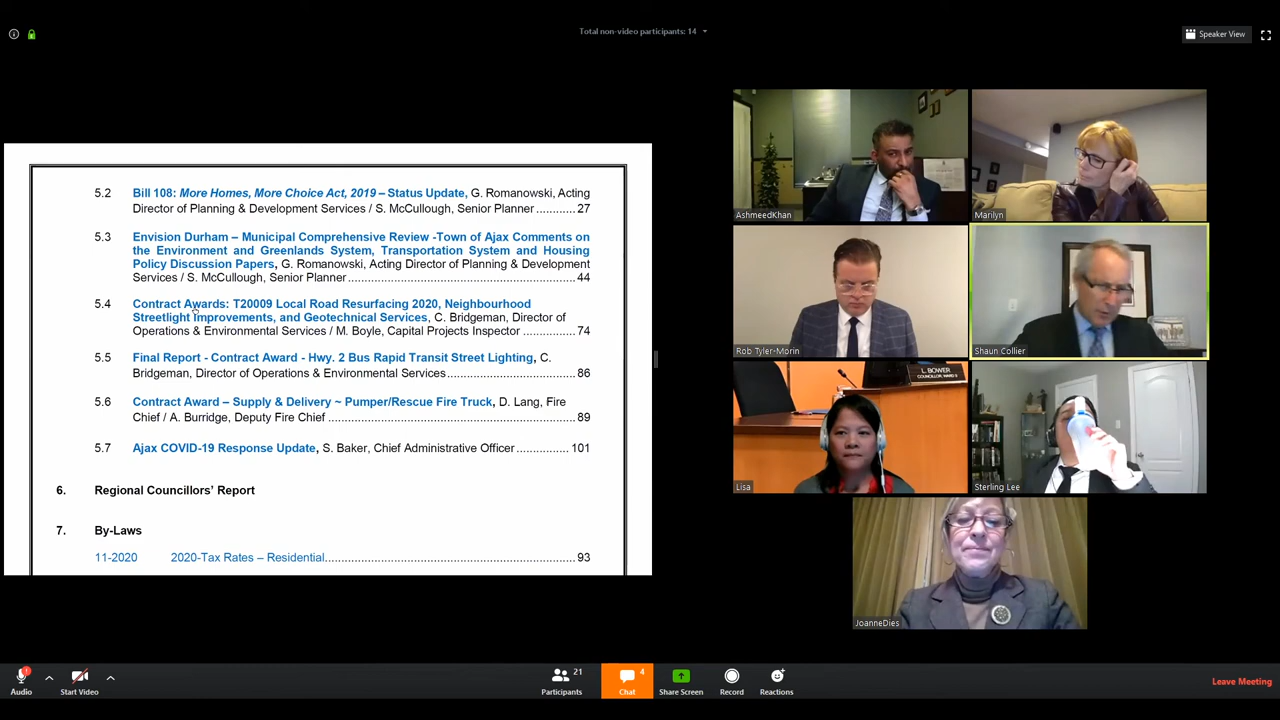 Total non-video participants: 14
Speaker View
5.2 Bill 108: More Homes, More Choice Act, 2019 – Status Update, G. Romanowski, Acting
Director of Planning & Development Services / S. McCullough, Senior Planner ............ 27
5.3 Envision Durham – Municipal Comprehensive Review -Town of Ajax Comments on
the Environment and Greenlands System, Transportation System and Housing
Policy Discussion Papers, G. Romanowski, Acting Director of Planning & Development
Services / S. McCullough, Senior Planner ......................................................... 44
5.4 Contract Awards: T20009 Local Road Resurfacing 2020, Neighbourhood
Streetlight Improvements, and Geotechnical Services, C. Bridgeman, Director of
Operations & Environmental Services / M. Boyle, Capital Projects Inspector .............. 74
5.5 Final Report - Contract Award - Hwy. 2 Bus Rapid Transit Street Lighting, C.
Bridgeman, Director of Operations & Environmental Services................................ 86
5.6 Contract Award – Supply & Delivery ~ Pumper/Rescue Fire Truck, D. Lang, Fire
Chief / A. Burridge, Deputy Fire Chief ............................................................. 89
5.7 Ajax COVID-19 Response Update, S. Baker, Chief Administrative Officer ............... 101
6. Regional Councillors' Report
7. By-Laws
11-2020 2020-Tax Rates – Residential................................................................ 93
AshmeedKhan
Marilyn
Rob Tyler-Morin
Shaun Collier
L. BOWER
COUNCILLOR, WARD 3
Lisa
Sterling Lee
JoanneDies
Audio
Start Video
21
Participants
4
Chat
Share Screen
Record
Reactions
Leave Meeting